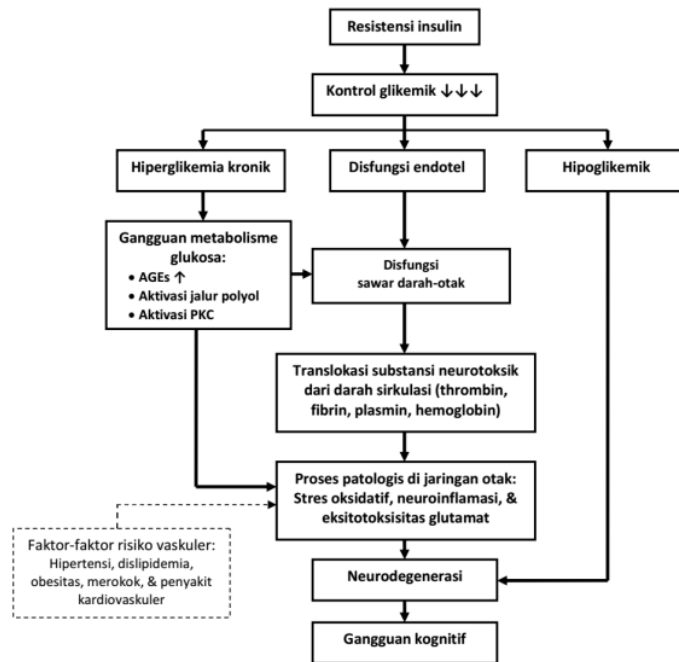 Resistensi insulin
Kontrol glikemik ↓↓↓
Hiperglikemia kronik
Disfungsi endotel
Hipoglikemik
Gangguan metabolisme
glukosa:
• AGEs ↑
• Aktivasi jalur polyol
• Aktivasi PKC
Disfungsi
sawar darah-otak
Translokasi substansi neurotoksik
dari darah sirkulasi (thrombin,
fibrin, plasmin, hemoglobin)
Proses patologis di jaringan otak:
Stres oksidatif, neuroinflamasi, &
eksitotoksisitas glutamat
Faktor-faktor risiko vaskuler:
Hipertensi, dislipidemia,
obesitas, merokok, & penyakit
kardiovaskuler
Neurodegenerasi
Gangguan kognitif